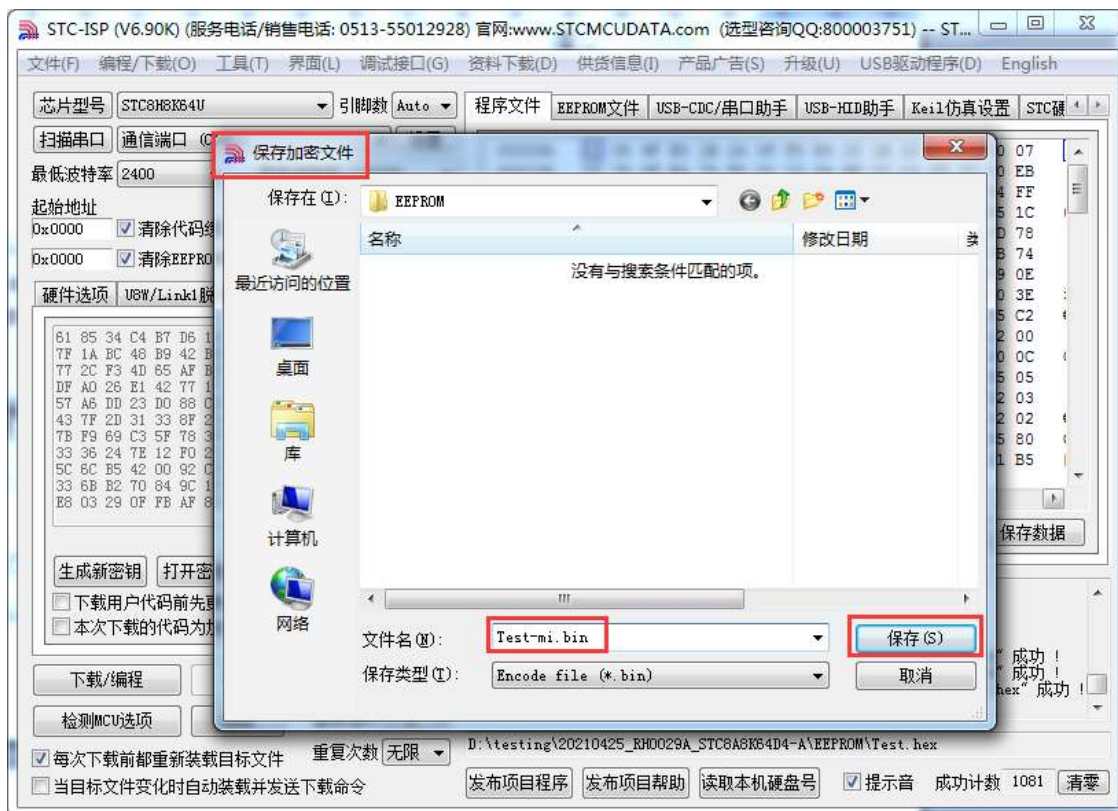 STC-ISP (V6.90K) (服务电话/销售电话: 0513-55012928) 官网:www.STCMCUDATA.com (选型咨询QQ:800003751) -- ST...
文件(F) 编程/下载(O) 工具(T) 界面(L) 调试接口(G) 资料下载(D) 供货信息(I) 产品广告(S) 升级(U) USB驱动程序(D) English
芯片型号 STC8H8K64U 引脚数 Auto 程序文件 EEPROM文件 USB-CDC/串口助手 USB-HID助手 Keil仿真设置 STC硬
扫描串口 通信端口
最低波特率 2400
起始地址
0x0000 清除代码
0x0000 清除EEPRO
硬件选项 U8W/Link1脱
61 85 34 C4 B7 D6
7F 1A BC 48 B9 42
77 2C F3 4D 65 AF
DF A0 26 E1 42 77
57 A6 DD 23 D0 88
43 7F 2D 31 33 8F
7B F9 69 C3 5F 78
33 36 24 7E 12 F0
5C 6C B5 42 00 92
33 6B B2 70 84 9C
E8 03 29 0F FB AF
生成新密钥 打开密
下载用户代码前先
本次下载的代码为
下载/编程
检测MCU选项
每次下载前都重新装载目标文件 重复次数 无限
当目标文件变化时自动装载并发送下载命令
保存加密文件
保存在(I): EEPROM
名称 修改日期 类
没有与搜索条件匹配的项。
最近访问的位置
桌面
库
计算机
网络
文件名(N): Test-mi.bin 保存(S)
保存类型(T): Encode file (*.bin) 取消
07
EB
FF
1C
78
74
0E
3E
C2
00
0C
05
03
02
80
B5
保存数据
" 成功 !
" 成功 !
hex" 成功 !
D:\testing\20210425_RH0029A_STC8A8K64D4-A\EEPROM\Test.hex
发布项目程序 发布项目帮助 读取本机硬盘号 提示音 成功计数 1081 清零